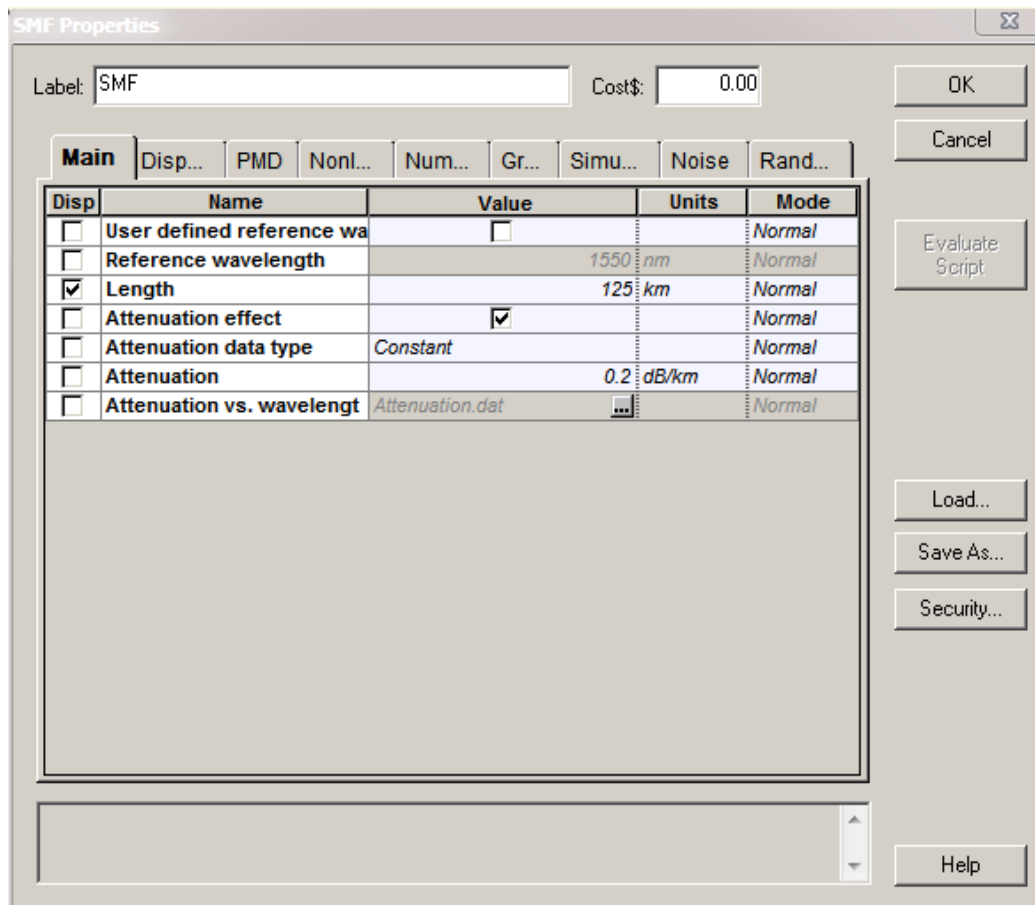 SMF Properties
Label: SMF Cost$: 0.00 OK
Cancel
Main Disp... PMD Nonl... Num... Gr... Simu... Noise Rand...
Disp Name Value Units Mode
User defined reference wa Normal
Reference wavelength 1550 nm Normal
Length 125 km Normal
Attenuation effect Normal
Attenuation data type Constant Normal
Attenuation 0.2 dB/km Normal
Attenuation vs. wavelengt Attenuation.dat ... Normal
Evaluate
Script
Load...
Save As...
Security...
Help